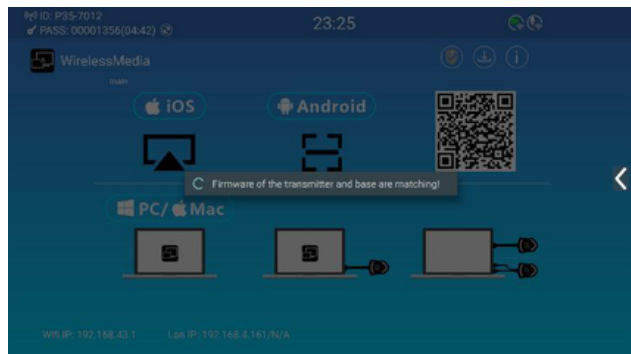 ID: P35-7012
PASS: 00001356(04:42)
23:25
WirelessMedia
main
iOS
Android
Firmware of the transmitter and base are matching!
PC/ Mac
Wifi IP: 192.168.43.1 Lan IP: 192.168.4.161/N/A